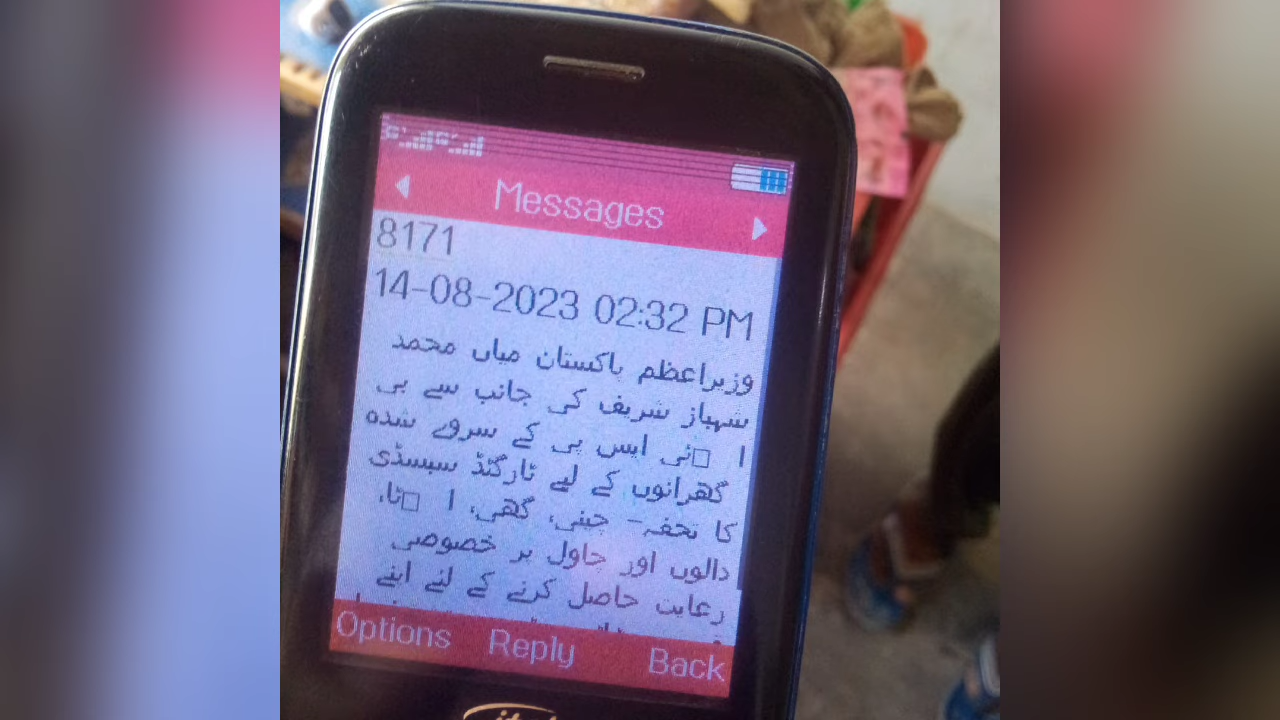 Messages
8171
14-08-2023 02:32 PM
وزیراعظم پاکستان میاں محمد
شہباز شریف کی جانب سے بی
ا □ئی ایس پی کے سروے شدہ
گھرانوں کے لیے ٹارگٹڈ سبسڈی
کا تحفہ- چینی، گھی، ا □ٹا،
دالوں اور چاول پر خصوصی
رعایت حاصل کرنے کے لئے اپنے
Options Reply Back
itel